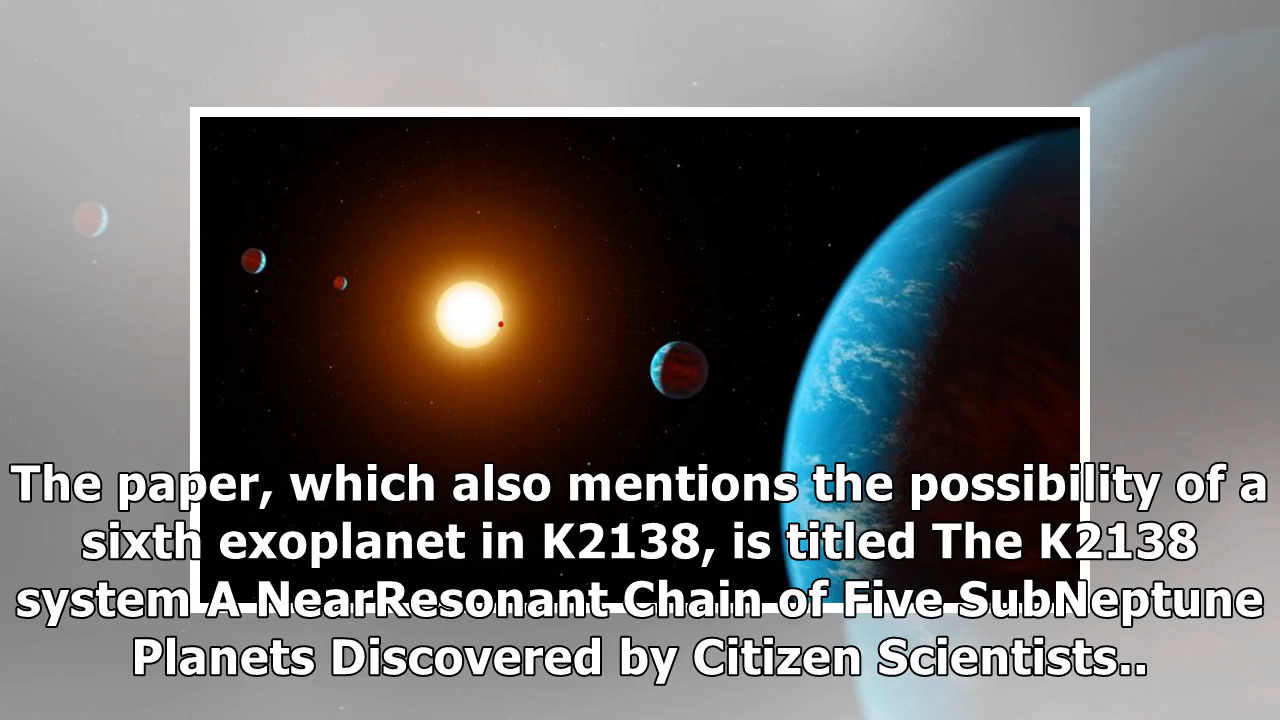 The paper, which also mentions the possibility of a
sixth exoplanet in K2138, is titled The K2138
system A NearResonant Chain of Five SubNeptune
Planets Discovered by Citizen Scientists..